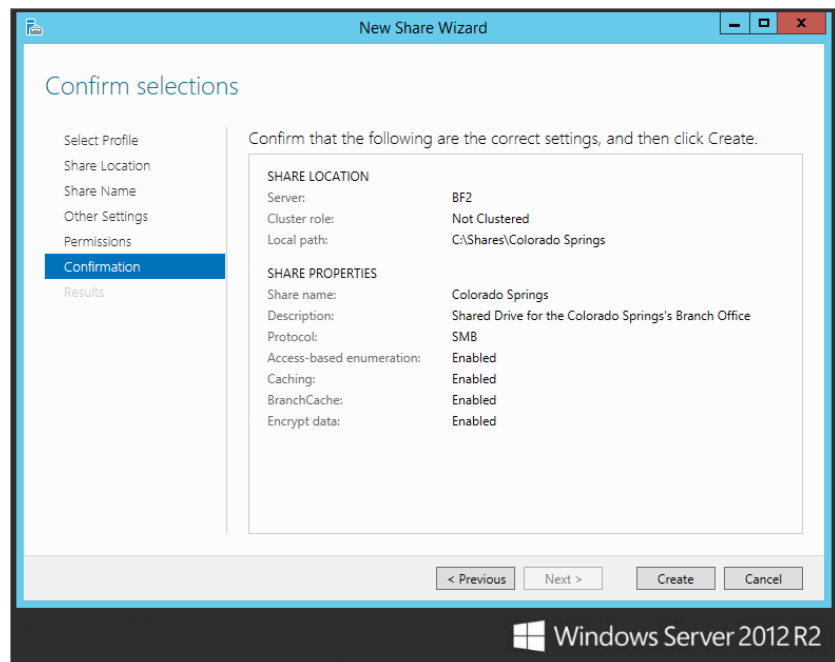 New Share Wizard
Confirm selections
Select Profile
Share Location
Share Name
Other Settings
Permissions
Confirmation
Results
Confirm that the following are the correct settings, and then click Create.
SHARE LOCATION
Server: BF2
Cluster role: Not Clustered
Local path: C:\Shares\Colorado Springs
SHARE PROPERTIES
Share name: Colorado Springs
Description: Shared Drive for the Colorado Springs's Branch Office
Protocol: SMB
Access-based enumeration: Enabled
Caching: Enabled
BranchCache: Enabled
Encrypt data: Enabled
< Previous Next > Create Cancel
Windows Server 2012 R2